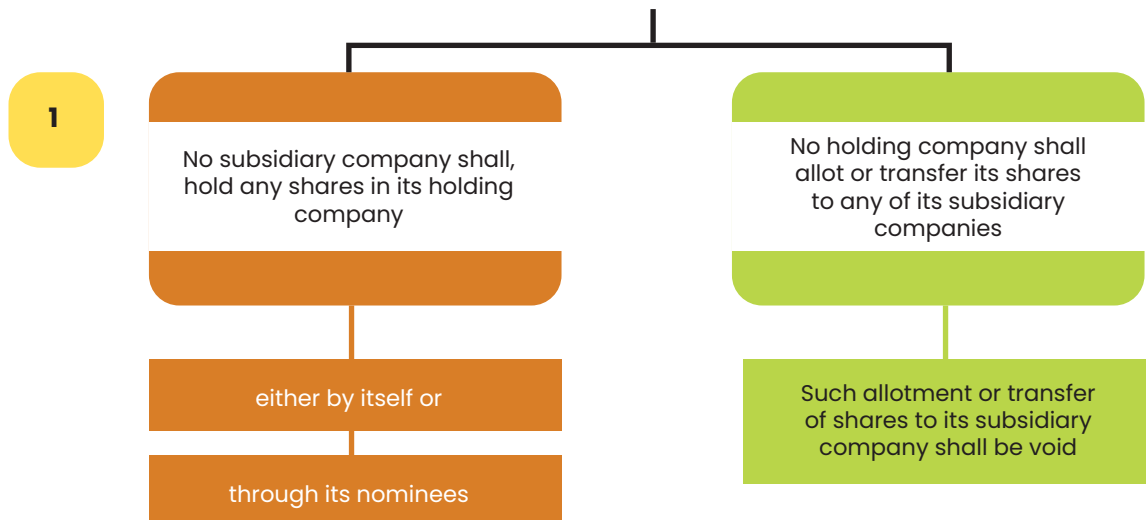 1
No subsidiary company shall,
hold any shares in its holding
company
either by itself or
through its nominees
No holding company shall
allot or transfer its shares
to any of its subsidiary
companies
Such allotment or transfer
of shares to its subsidiary
company shall be void